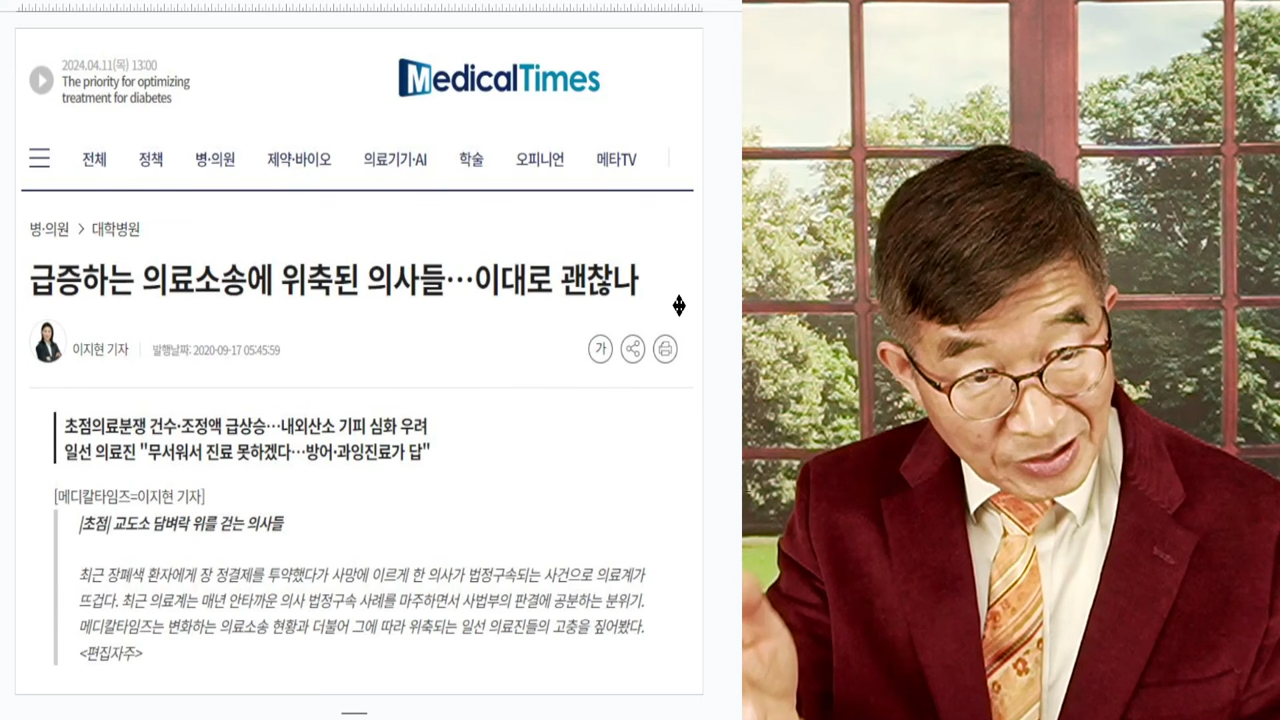 2024.04.11(목) 13:00
The priority for optimizing
treatment for diabetes
MedicalTimes
전체 정책 병·의원 제약·바이오 의료기기·AI 학술 오피니언 메타TV
병·의원 > 대학병원
급증하는 의료소송에 위축된 의사들…이대로 괜찮나
이지현 기자 발행날짜: 2020-09-17 05:45:59
가
초점의료분쟁 건수·조정액 급상승…내외산소 기피 심화 우려
일선 의료진 "무서워서 진료 못하겠다…방어·과잉진료가 답"
[메디칼타임즈=이지현 기자]
|초점| 교도소 담벼락 위를 걷는 의사들
최근 장폐색 환자에게 장 정결제를 투약했다가 사망에 이르게 한 의사가 법정구속되는 사건으로 의료계가
뜨겁다. 최근 의료계는 매년 안타까운 의사 법정구속 사례를 마주하면서 사법부의 판결에 공분하는 분위기.
메디칼타임즈는 변화하는 의료소송 현황과 더불어 그에 따라 위축되는 일선 의료진들의 고충을 짚어봤다.
<편집자주>